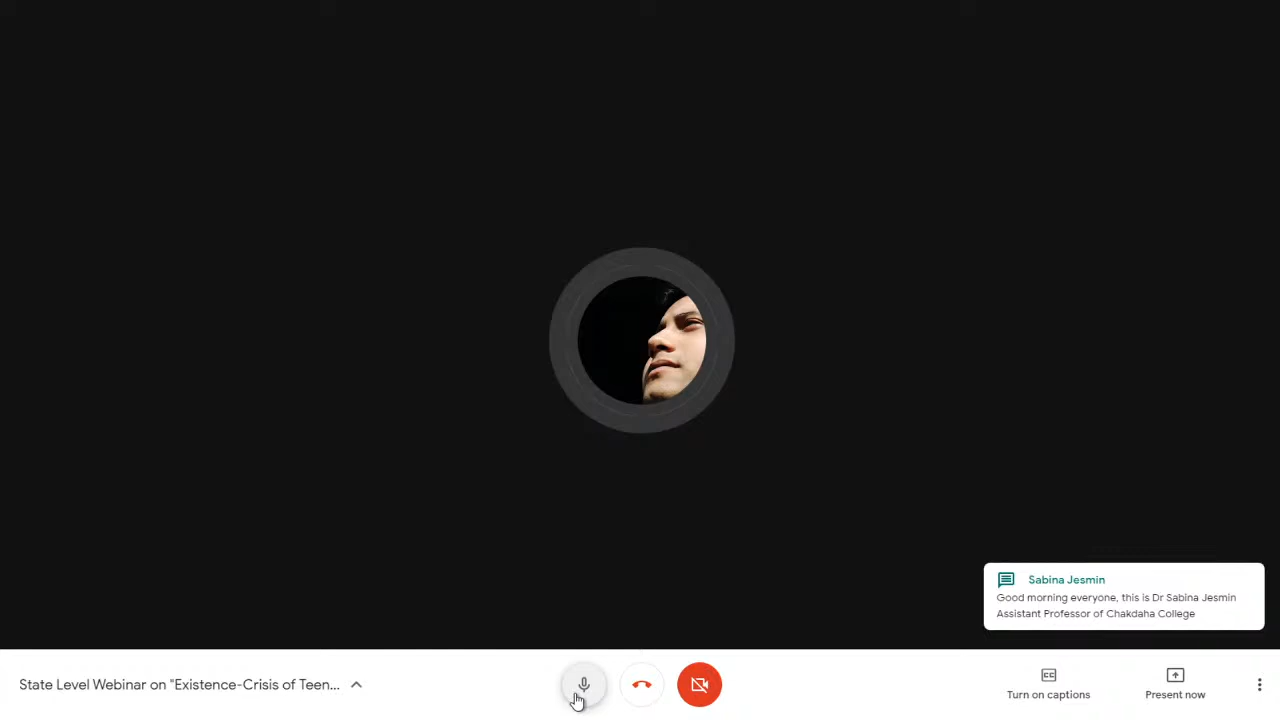 Sabina Jesmin
Good morning everyone, this is Dr Sabina Jesmin
Assistant Professor of Chakdaha College
State Level Webinar on "Existence-Crisis of Teen...
CC
Turn on captions
Present now